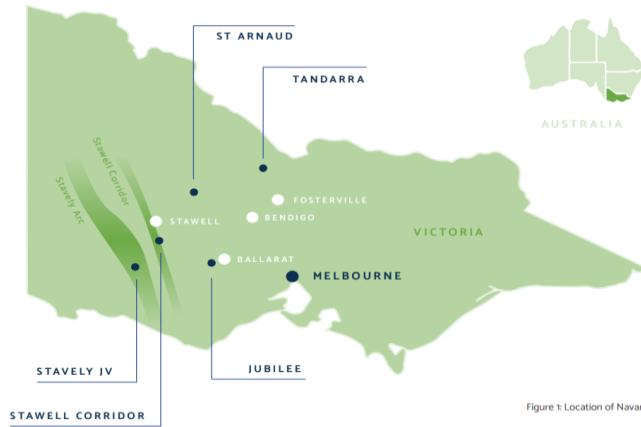 ST ARNAUD
TANDARRA
AUSTRALIA
Stawell Corridor
Stavely Arc
FOSTERVILLE
STAWELL
BENDIGO
VICTORIA
BALLARAT
MELBOURNE
STAVELY JV
JUBILEE
STAWELL CORRIDOR
Figure 1: Location of Navar